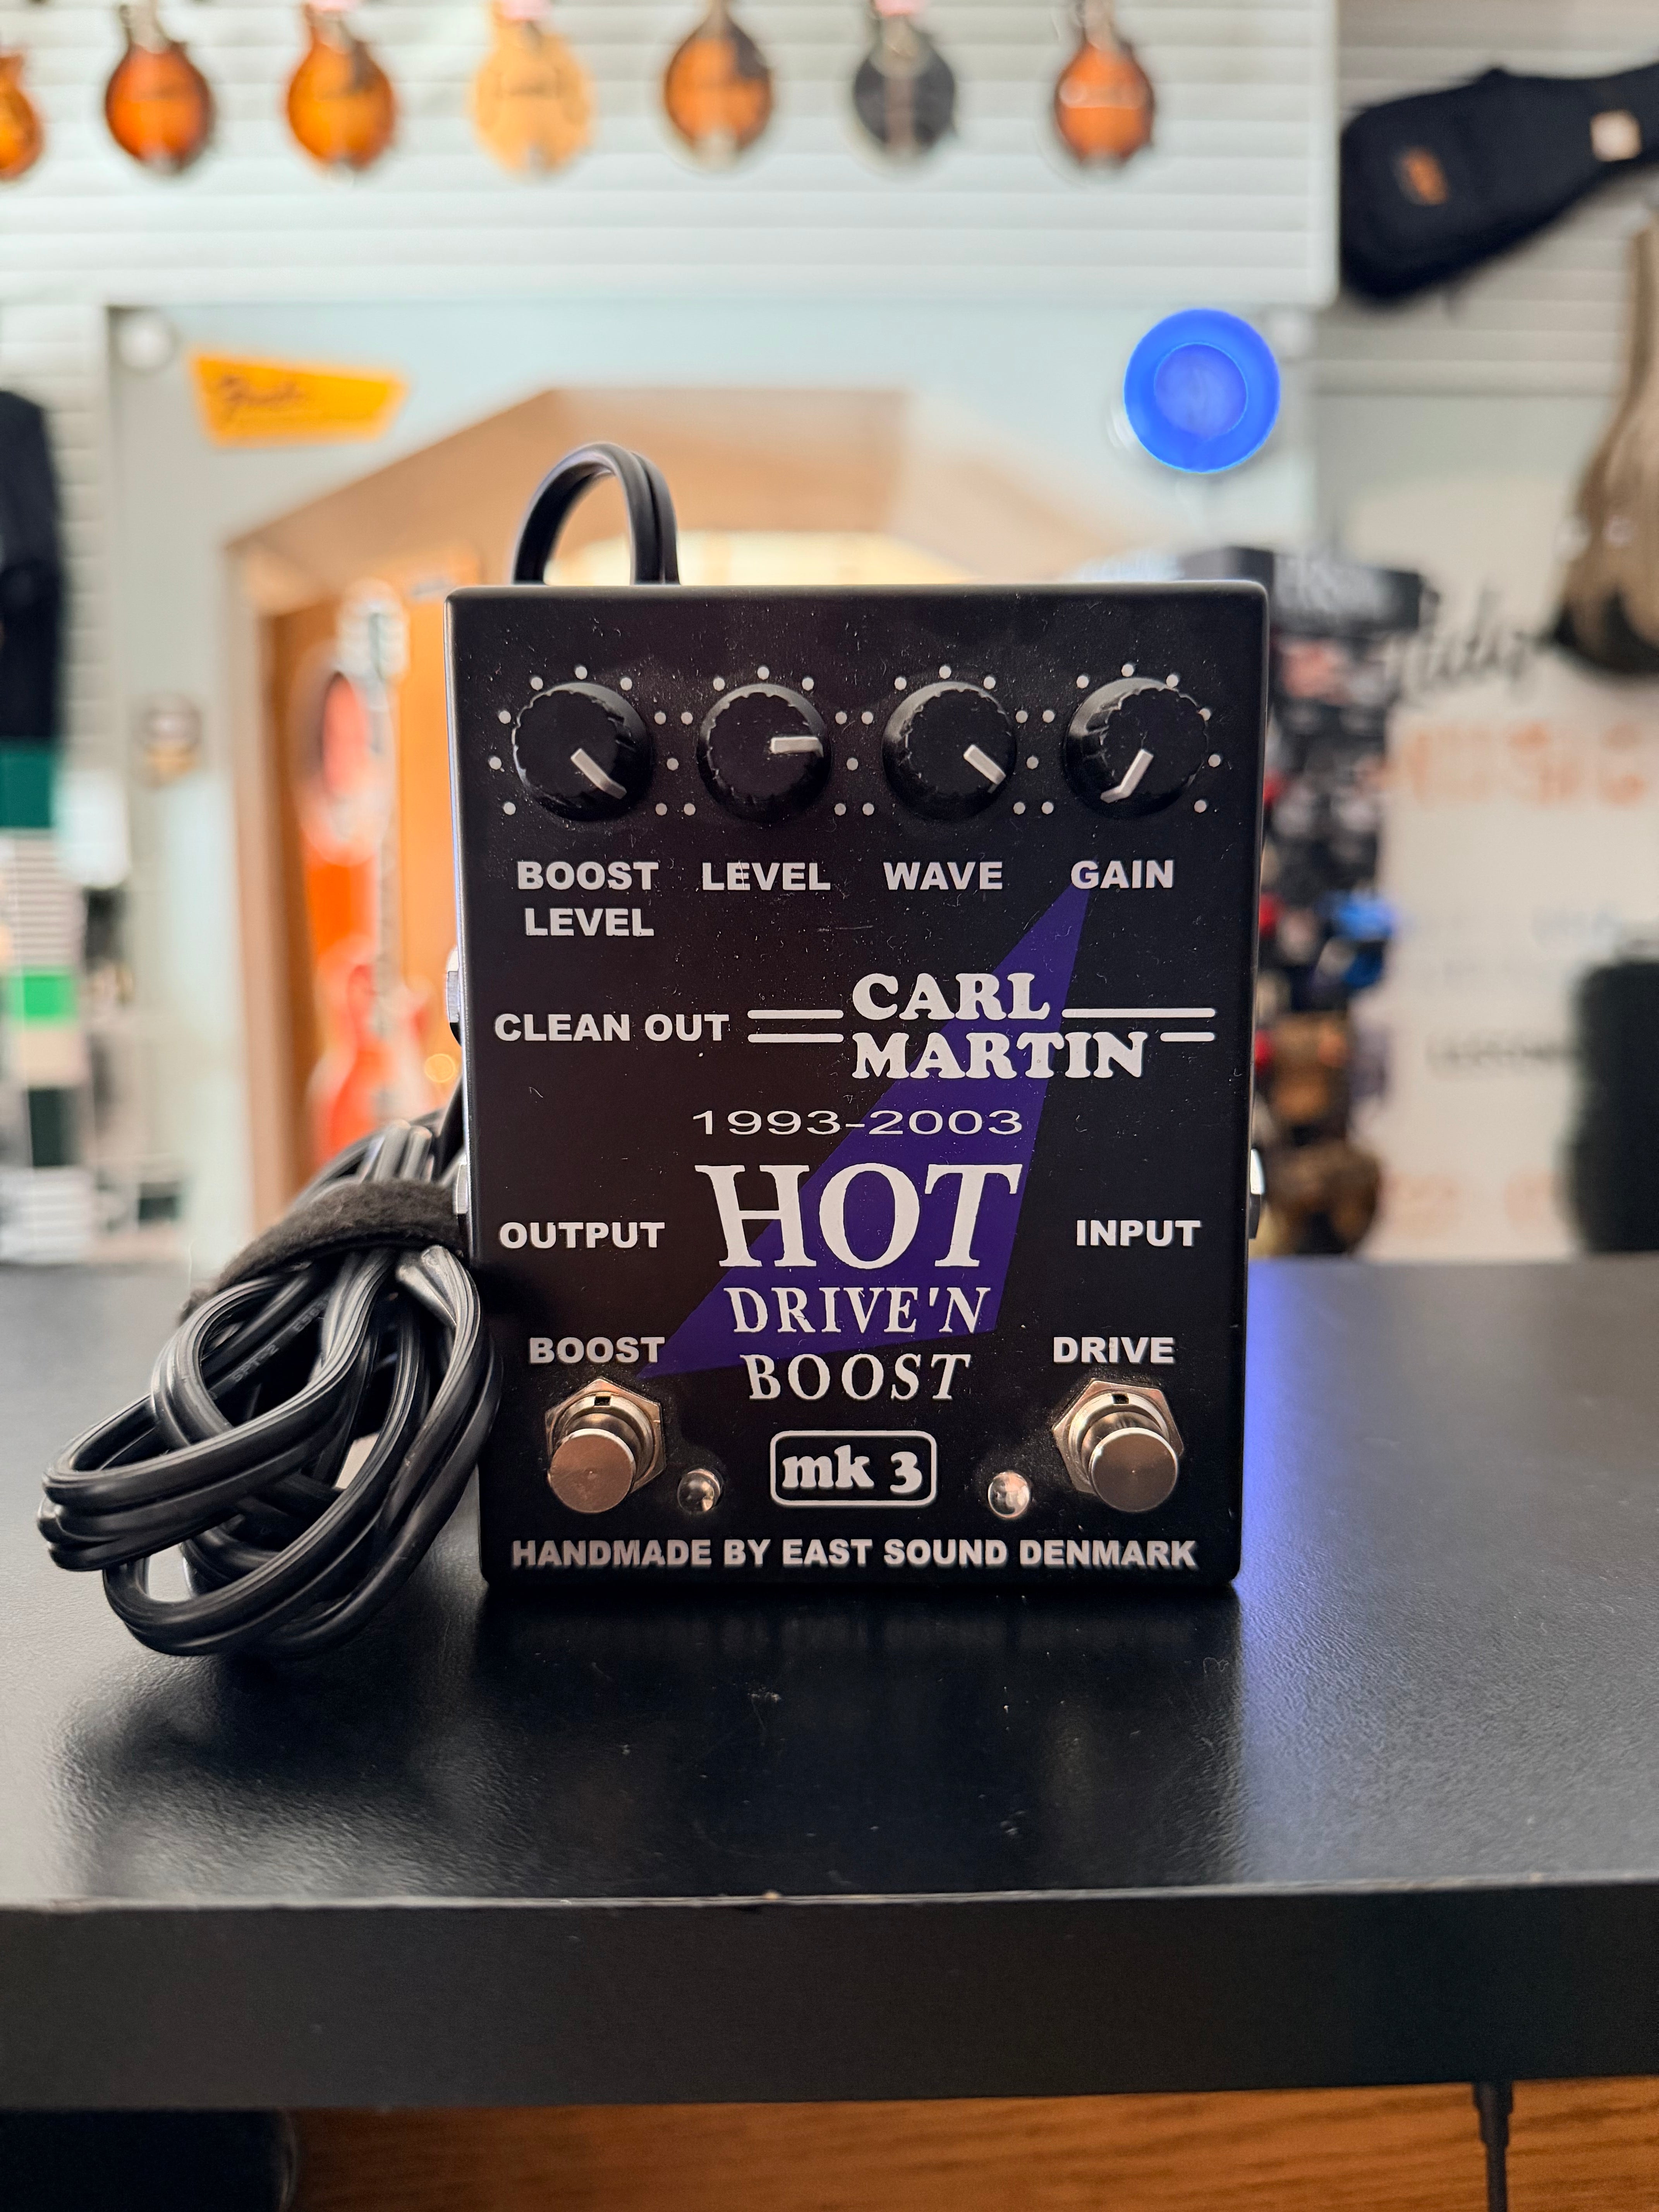 Fender
BOOST LEVEL
LEVEL
WAVE
GAIN
CLEAN OUT
CARL
MARTIN
1993-2003
HOT
DRIVE'N
BOOST
OUTPUT
INPUT
BOOST
DRIVE
mk 3
HANDMADE BY EAST SOUND DENMARK